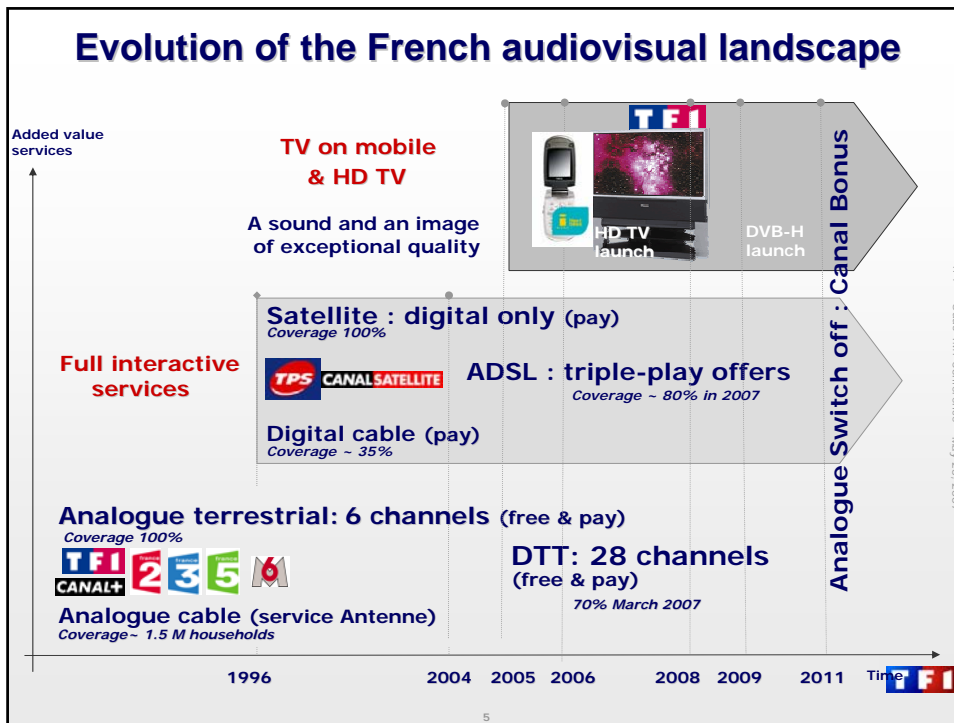 Evolution of the French audiovisual landscape
Added value
services
TV on mobile
& HD TV
A sound and an image
of exceptional quality
TF1
HD TV
launch
DVB-H
launch
Analogue Switch off : Canal Bonus
Full interactive
services
Satellite : digital only (pay)
Coverage 100%
TPS CANALSATELLITE
ADSL : triple-play offers
Coverage ~ 80% in 2007
Digital cable (pay)
Coverage ~ 35%
Analogue terrestrial: 6 channels (free & pay)
Coverage 100%
TF1
CANAL+
france 2
france 3
france 5
M6
DTT: 28 channels
(free & pay)
70% March 2007
Analogue cable (service Antenne)
Coverage~ 1.5 M households
1996 2004 2005 2006 2008 2009 2011 Time
TF1
5